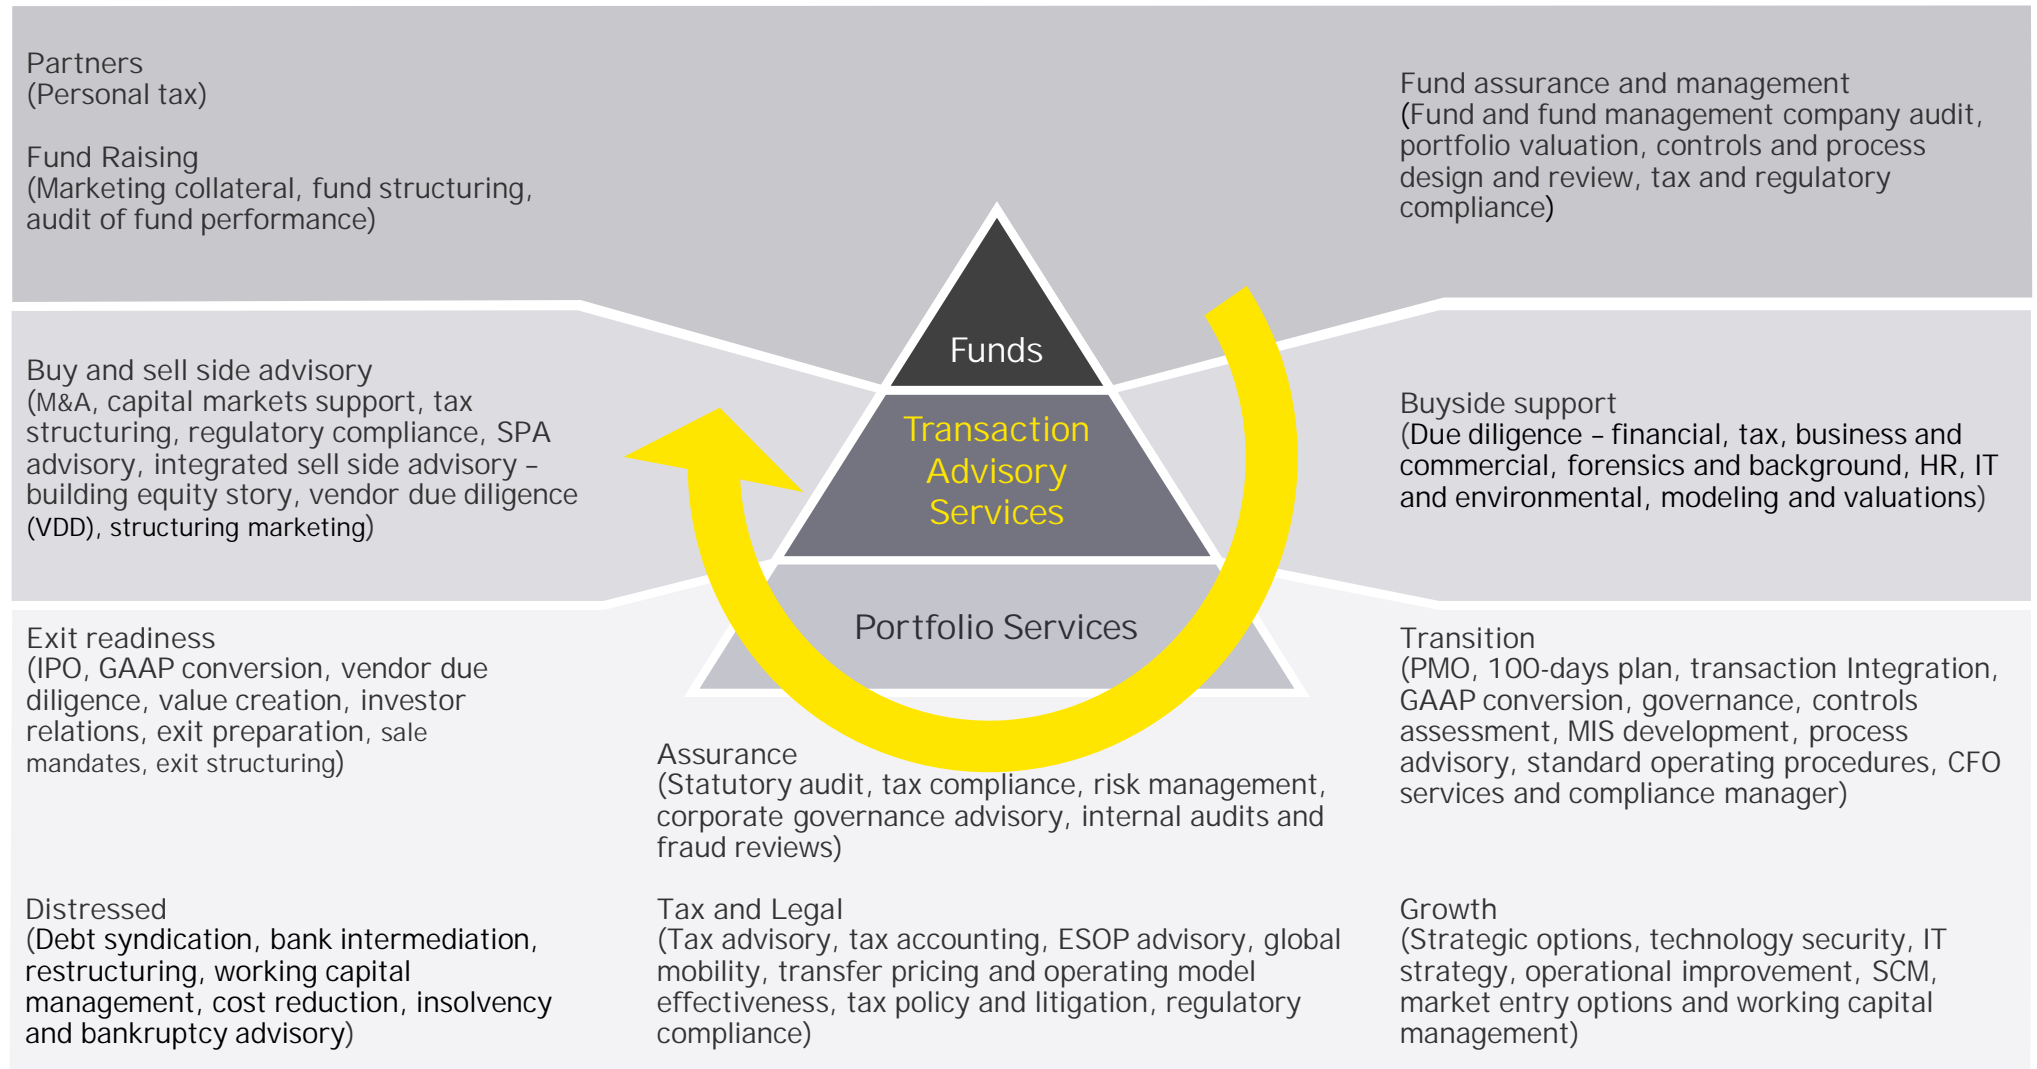 Partners
(Personal tax)
Fund Raising
(Marketing collateral, fund structuring,
audit of fund performance)
Fund assurance and management
(Fund and fund management company audit,
portfolio valuation, controls and process
design and review, tax and regulatory
compliance)
Funds
Buy and sell side advisory
(M&A, capital markets support, tax
structuring, regulatory compliance, SPA
advisory, integrated sell side advisory –
building equity story, vendor due diligence
(VDD), structuring marketing)
Transaction
Advisory
Services
Buyside support
(Due diligence – financial, tax, business and
commercial, forensics and background, HR, IT
and environmental, modeling and valuations)
Portfolio Services
Exit readiness
(IPO, GAAP conversion, vendor due
diligence, value creation, investor
relations, exit preparation, sale
mandates, exit structuring)
Assurance
(Statutory audit, tax compliance, risk management,
corporate governance advisory, internal audits and
fraud reviews)
Transition
(PMO, 100-days plan, transaction Integration,
GAAP conversion, governance, controls
assessment, MIS development, process
advisory, standard operating procedures, CFO
services and compliance manager)
Distressed
(Debt syndication, bank intermediation,
restructuring, working capital
management, cost reduction, insolvency
and bankruptcy advisory)
Tax and Legal
(Tax advisory, tax accounting, ESOP advisory, global
mobility, transfer pricing and operating model
effectiveness, tax policy and litigation, regulatory
compliance)
Growth
(Strategic options, technology security, IT
strategy, operational improvement, SCM,
market entry options and working capital
management)